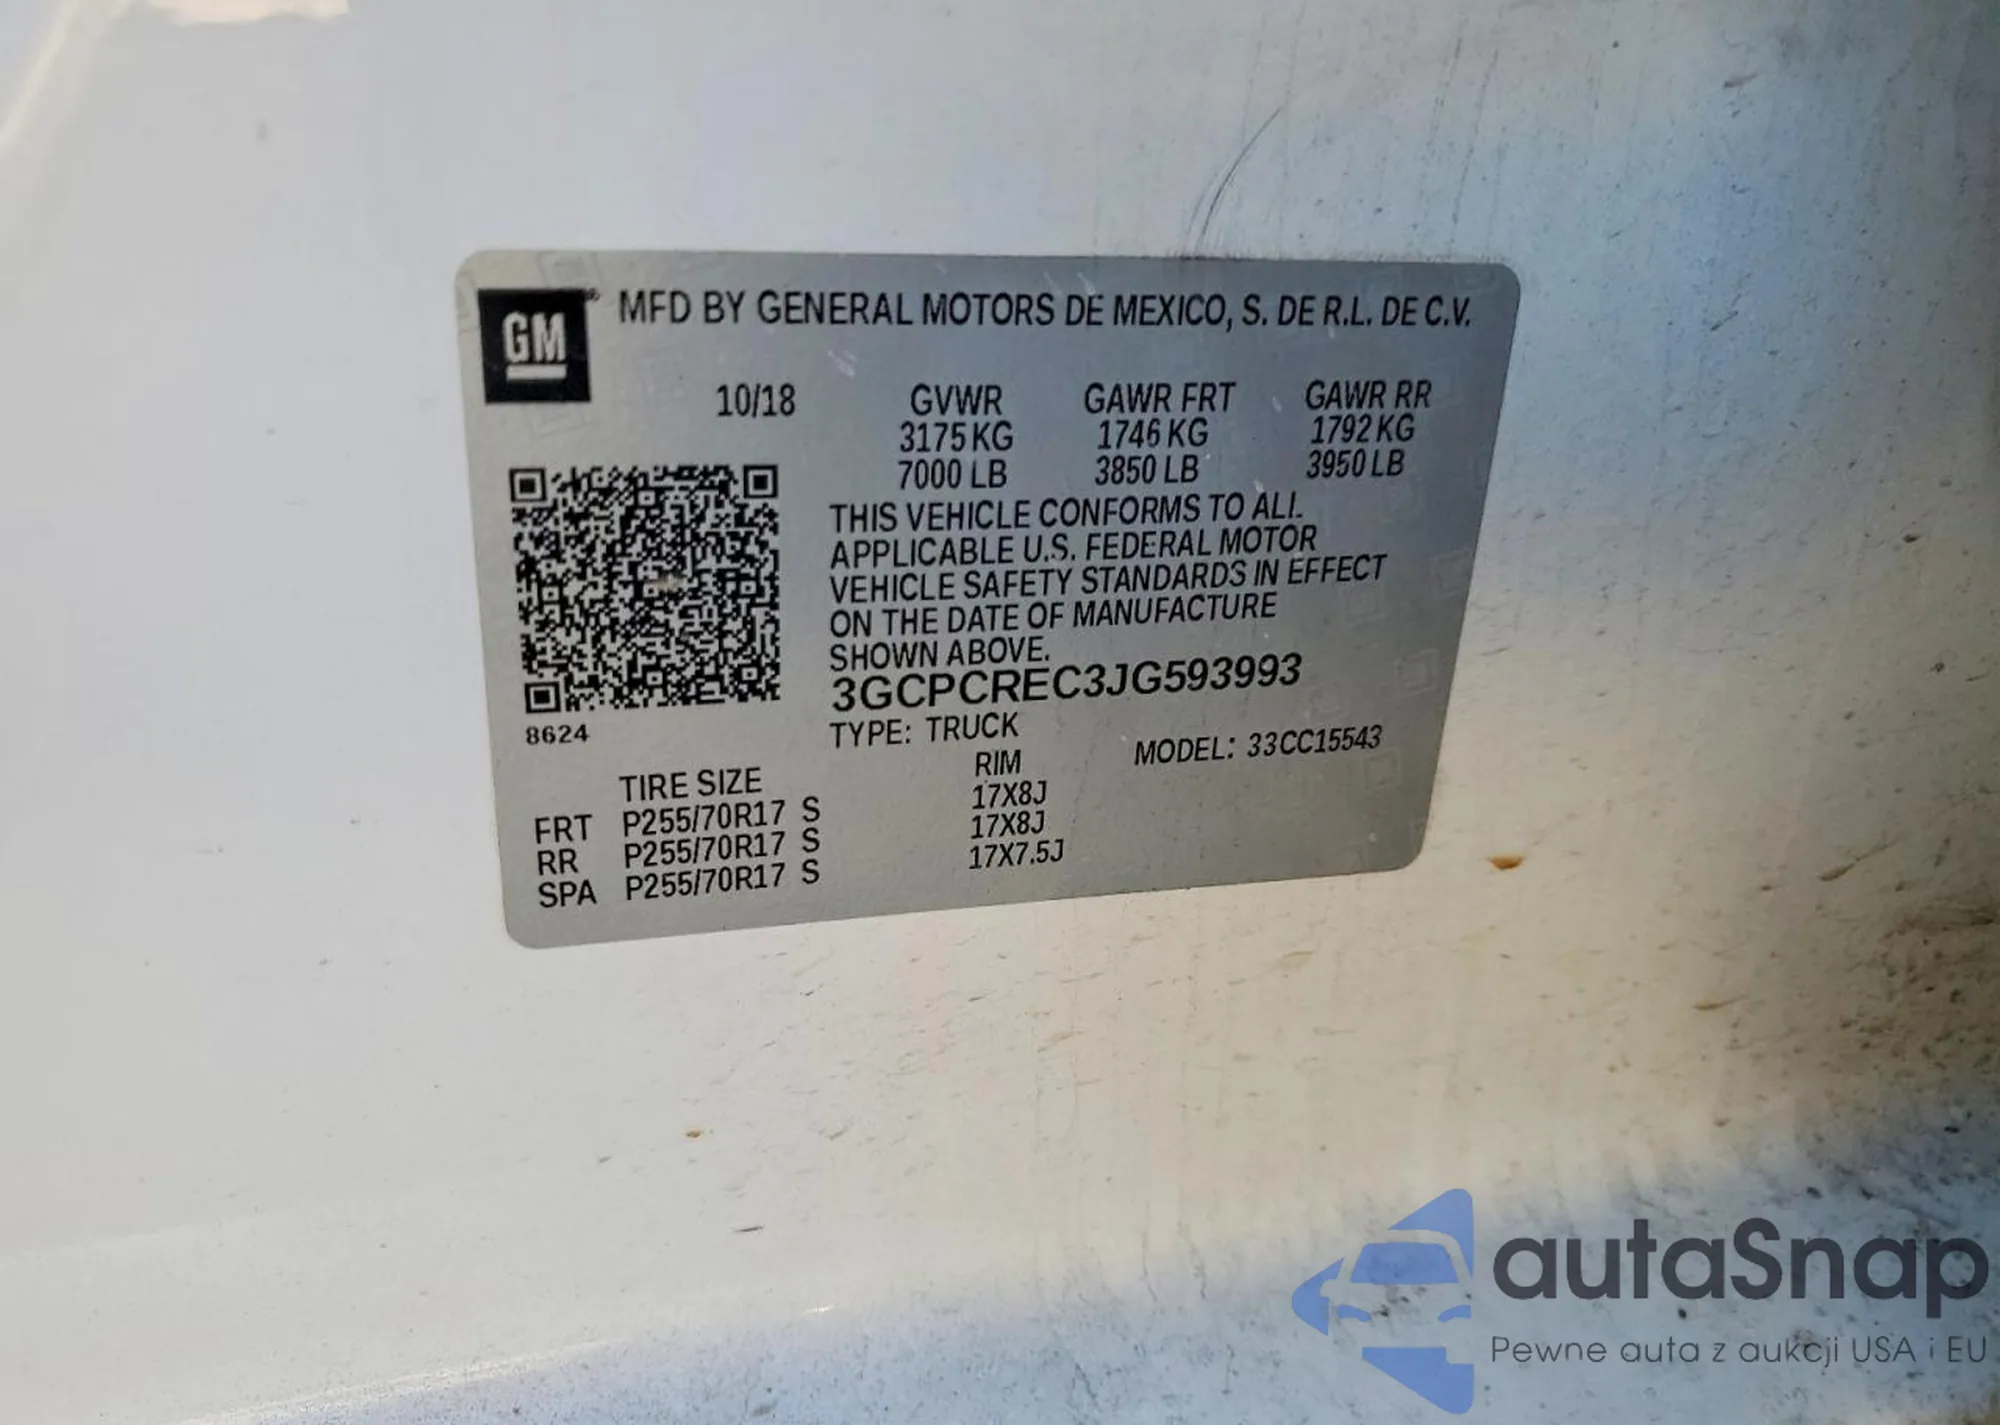 GM
MFD BY GENERAL MOTORS DE MEXICO, S. DE R.L. DE C.V.
10/18 GVWR GAWR FRT GAWR RR
3175 KG 1746 KG 1792 KG
7000 LB 3850 LB 3950 LB
THIS VEHICLE CONFORMS TO ALL
APPLICABLE U.S. FEDERAL MOTOR
VEHICLE SAFETY STANDARDS IN EFFECT
ON THE DATE OF MANUFACTURE
SHOWN ABOVE.
3GCPCREC3JG593993
8624
TYPE: TRUCK MODEL: 33CC15543
TIRE SIZE RIM
FRT P255/70R17 S 17X8J
RR P255/70R17 S 17X8J
SPA P255/70R17 S 17X7.5J
autaSnap
Pewne auta z aukcji USA i EU